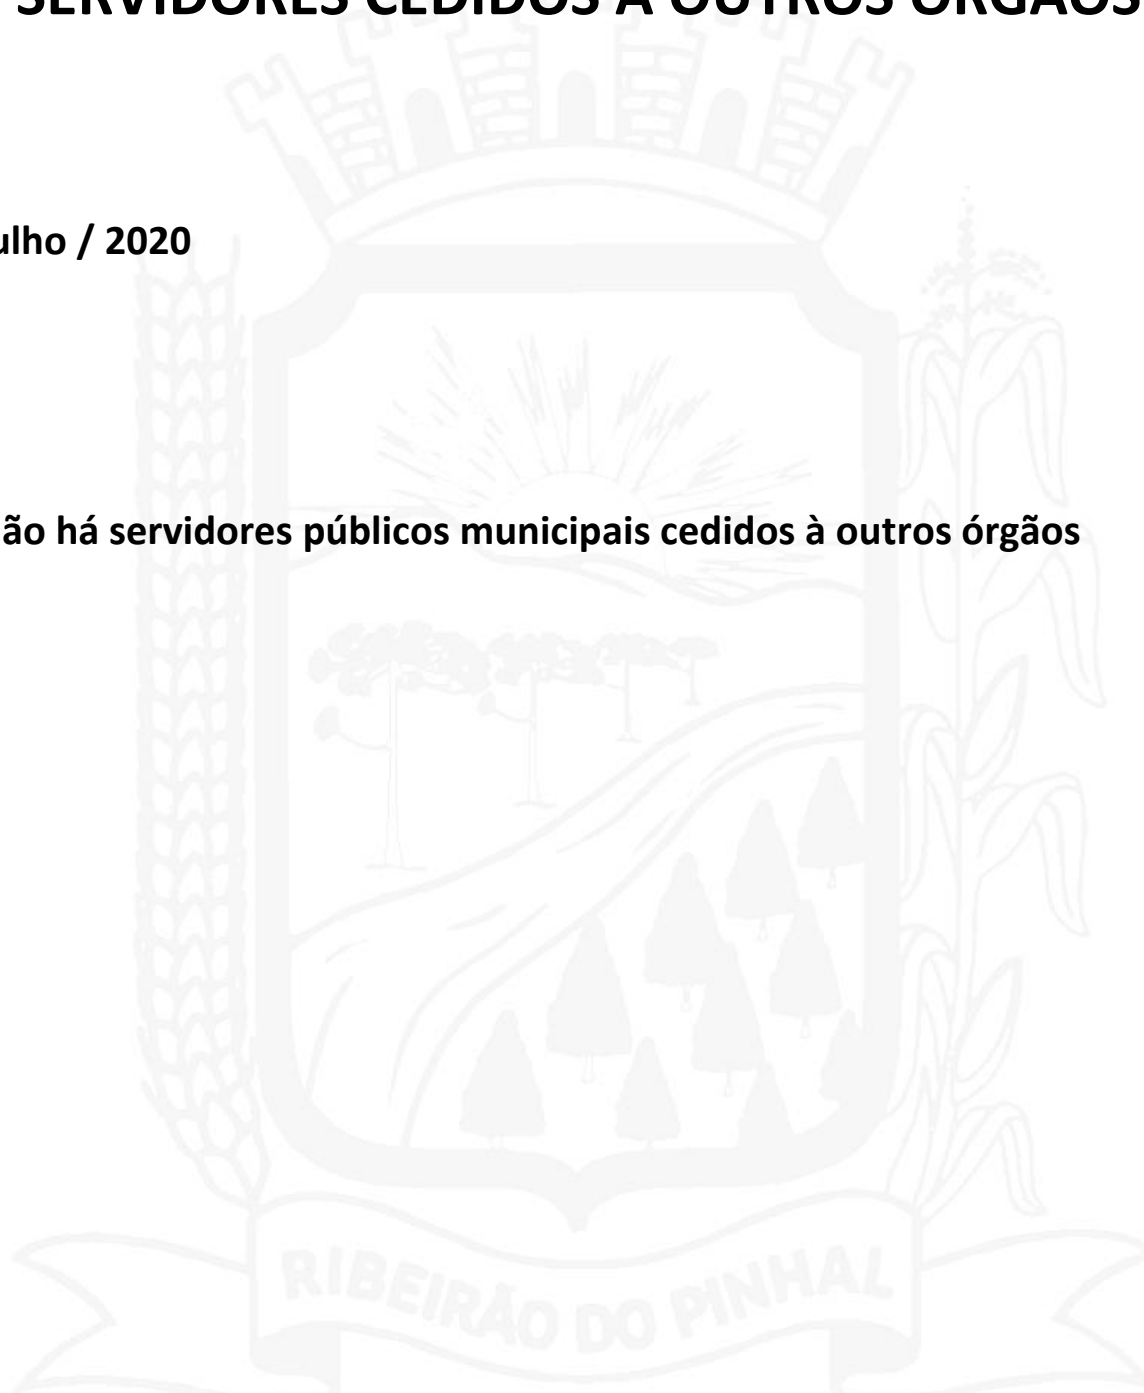 SERVIDORES CEDIDOS À OUTROS ÓRGÃOS
ulho / 2020
ão há servidores públicos municipais cedidos à outros órgãos
RIBEIRÃO DO PINHAL